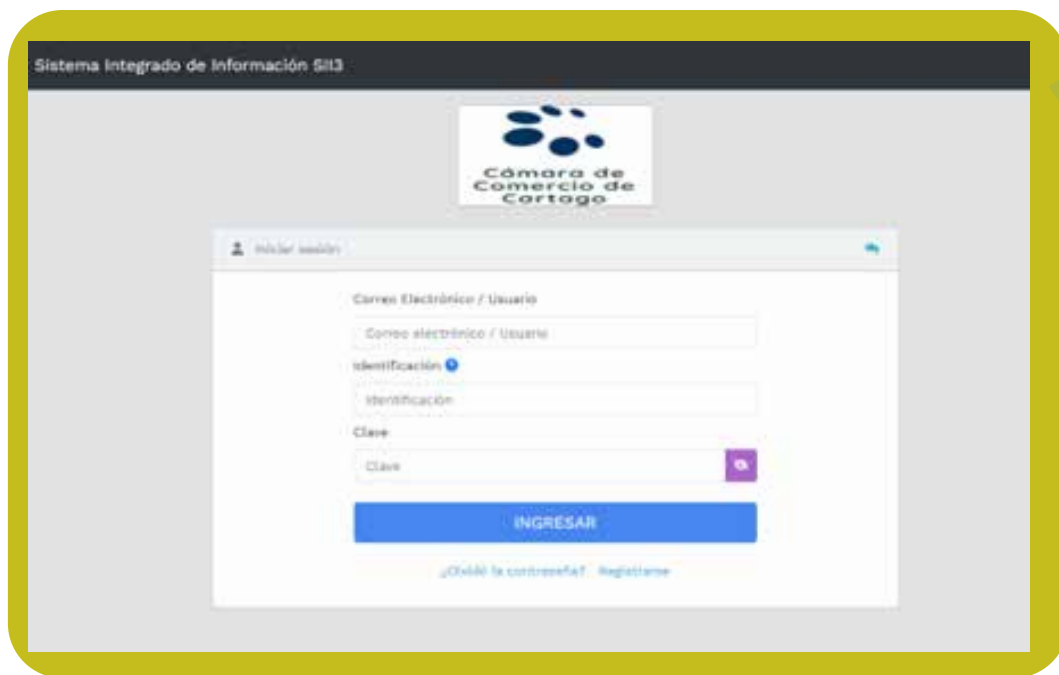 Sistema Integrado de Información SII3
Cámara de
Comercio de
Cartago
Iniciar sesión
Correo Electrónico / Usuario
Correo electrónico / Usuario
Identificación
Identificación
Clave
Clave
INGRESAR
¿Olvidó la contraseña? Registrarse